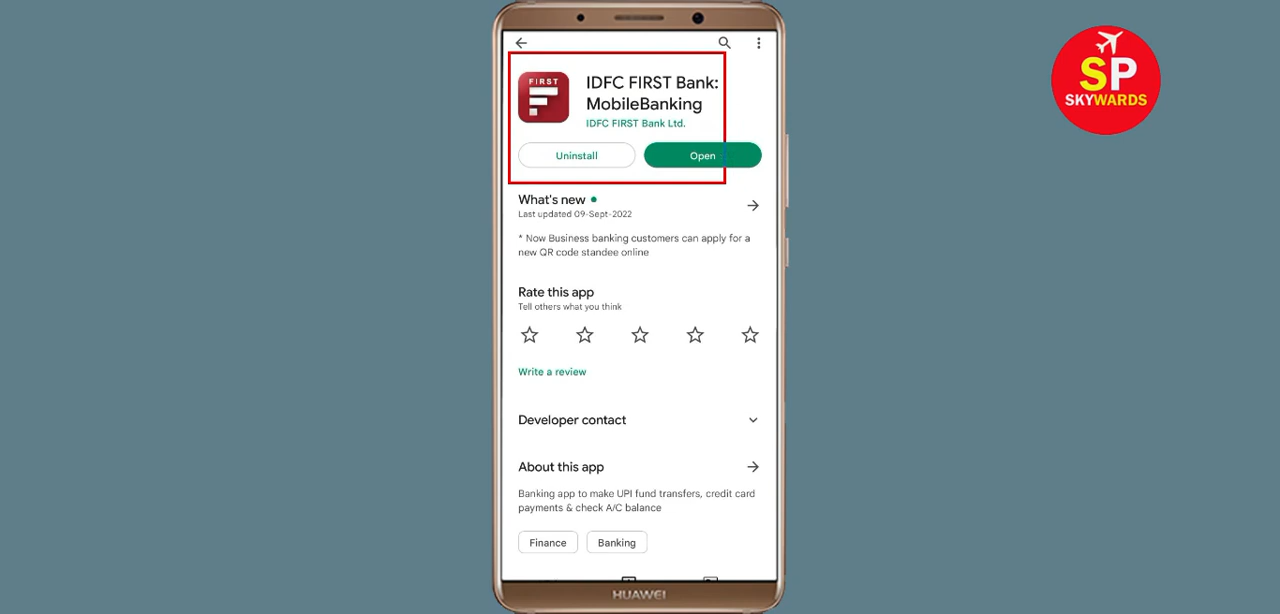 SP
SKYWARDS
FIRST
IDFC FIRST Bank:
MobileBanking
IDFC FIRST Bank Ltd.
Uninstall
Open
What's new
Last updated 09-Sept-2022
* Now Business banking customers can apply for a
new QR code standee online
Rate this app
Tell others what you think
Write a review
Developer contact
About this app
Banking app to make UPI fund transfers, credit card
payments & check A/C balance
Finance
Banking
HUAWEI